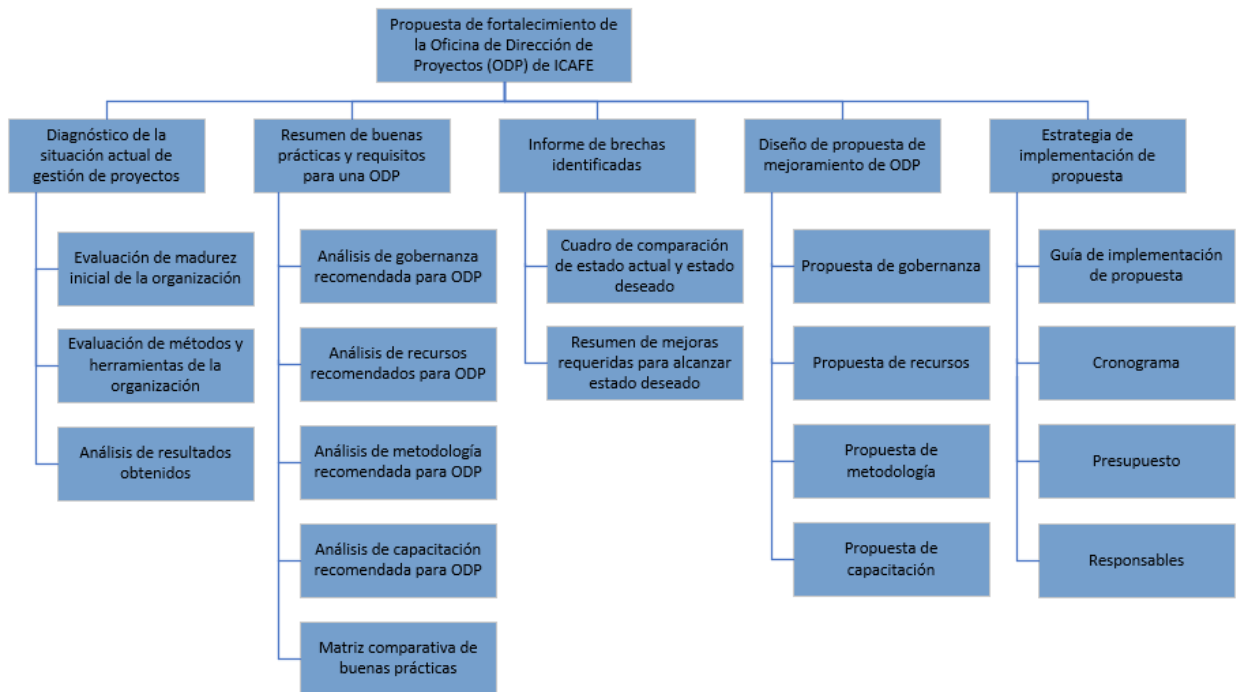 Propuesta de fortalecimiento de
la Oficina de Dirección de
Proyectos (ODP) de ICAFE
Diagnóstico de la
situación actual de
gestión de proyectos
Evaluación de madurez
inicial de la organización
Evaluación de métodos y
herramientas de la
organización
Análisis de resultados
obtenidos
Resumen de buenas
prácticas y requisitos
para una ODP
Análisis de gobernanza
recomendada para ODP
Análisis de recursos
recomendados para ODP
Análisis de metodología
recomendada para ODP
Análisis de capacitación
recomendada para ODP
Matriz comparativa de
buenas prácticas
Informe de brechas
identificadas
Cuadro de comparación
de estado actual y estado
deseado
Resumen de mejoras
requeridas para alcanzar
estado deseado
Diseño de propuesta de
mejoramiento de ODP
Propuesta de gobernanza
Propuesta de recursos
Propuesta de
metodología
Propuesta de
capacitación
Estrategia de
implementación de
propuesta
Guía de implementación
de propuesta
Cronograma
Presupuesto
Responsables